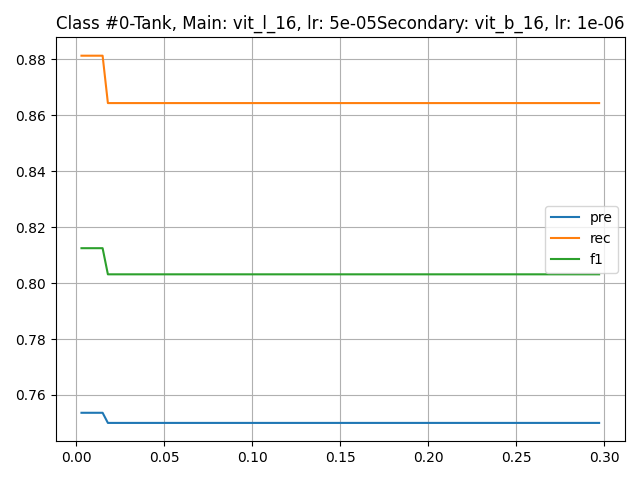 Class #0-Tank, Main: vit_l_16, lr: 5e-05Secondary: vit_b_16, lr: 1e-06
0.88
0.86
0.84
0.82
0.80
0.78
0.76
pre
rec
f1
0.00 0.05 0.10 0.15 0.20 0.25 0.30